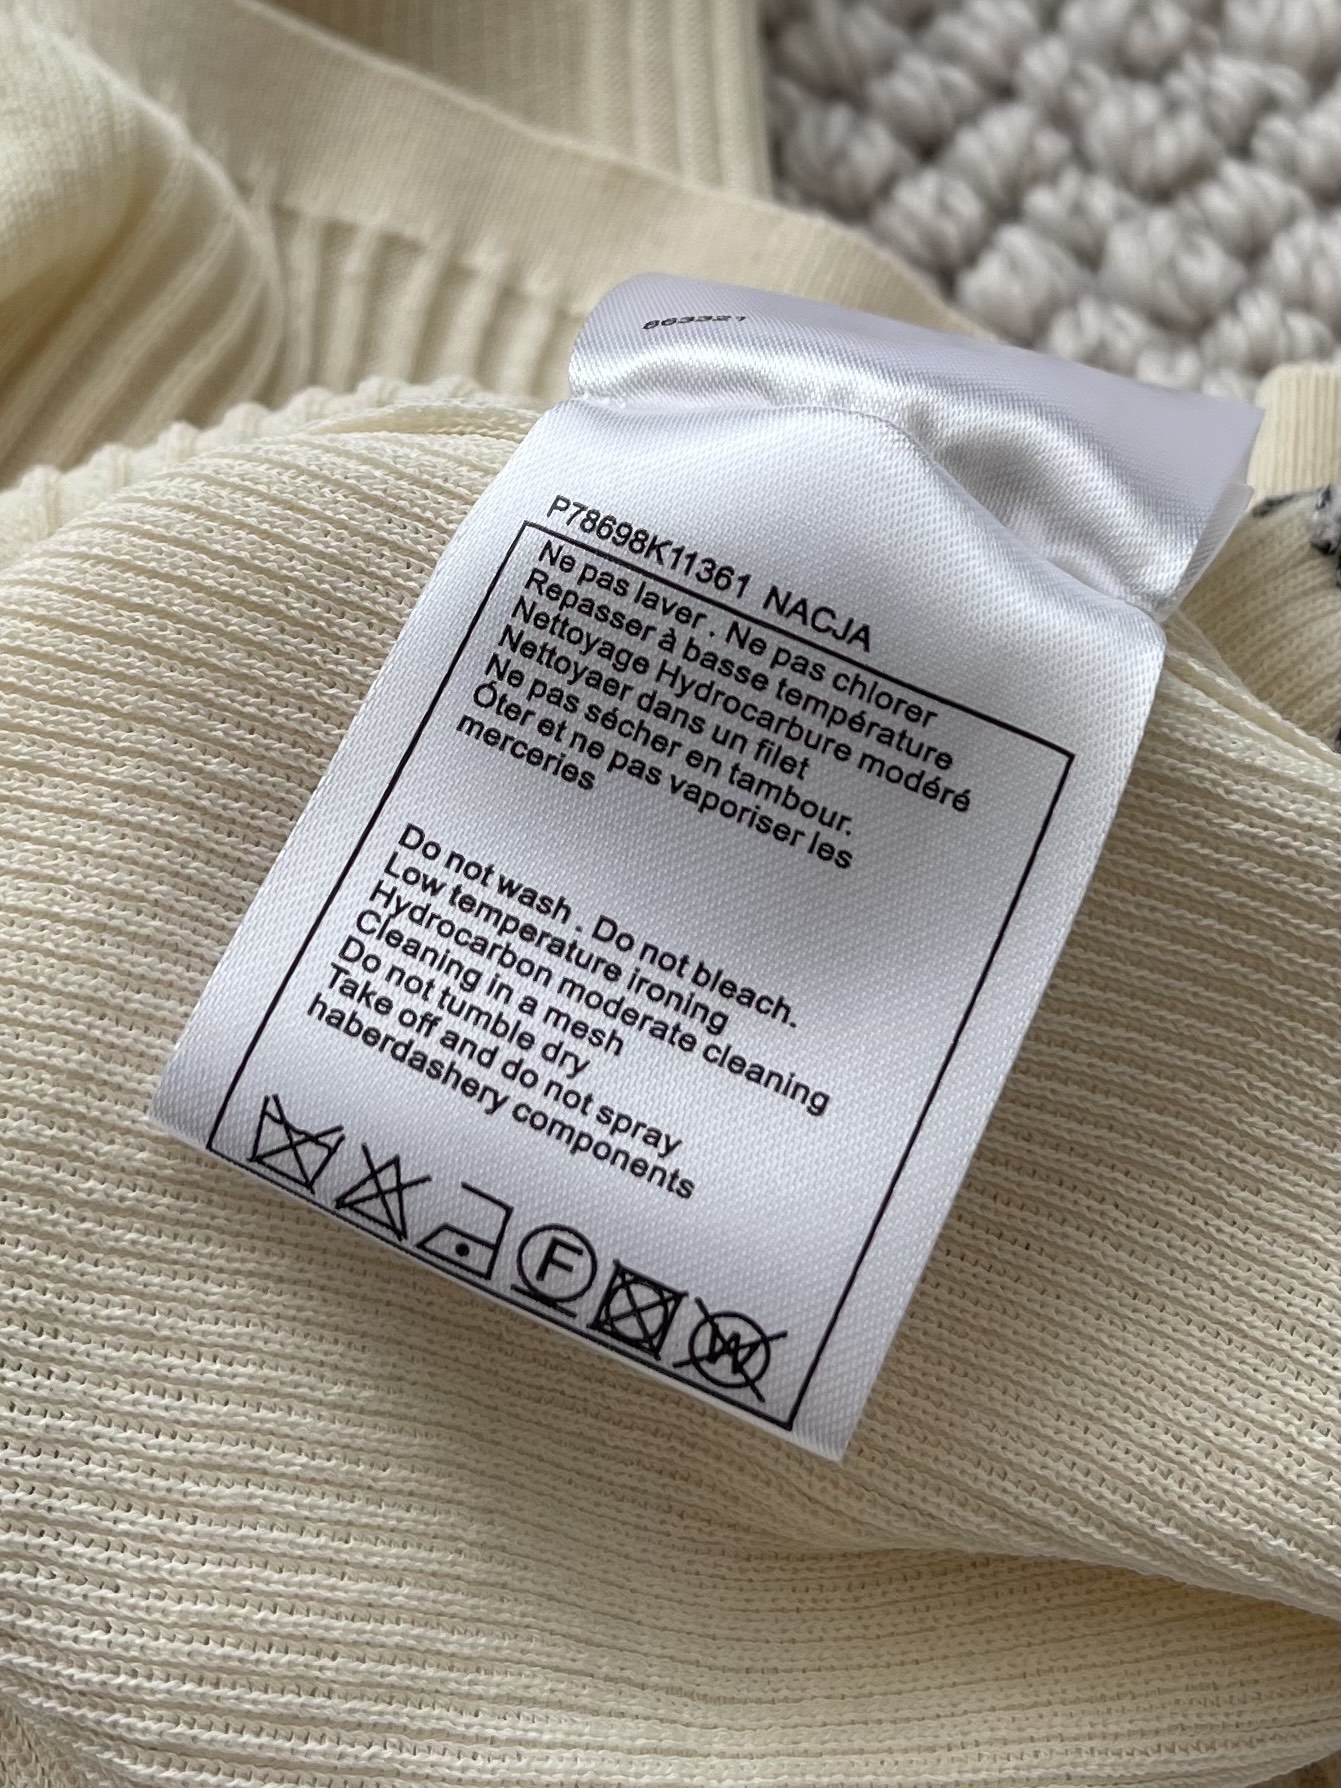 663321
P78698K11361 NACJA
Ne pas laver . Ne pas chlorer
Repasser à basse température
Nettoyage Hydrocarbure modéré
Nettoyaer dans un filet
Ne pas sécher en tambour.
Ôter et ne pas vaporiser les
merceries
Do not wash . Do not bleach.
Low temperature ironing
Hydrocarbon moderate cleaning
Cleaning in a mesh
Do not tumble dry
Take off and do not spray
haberdashery components
F
W